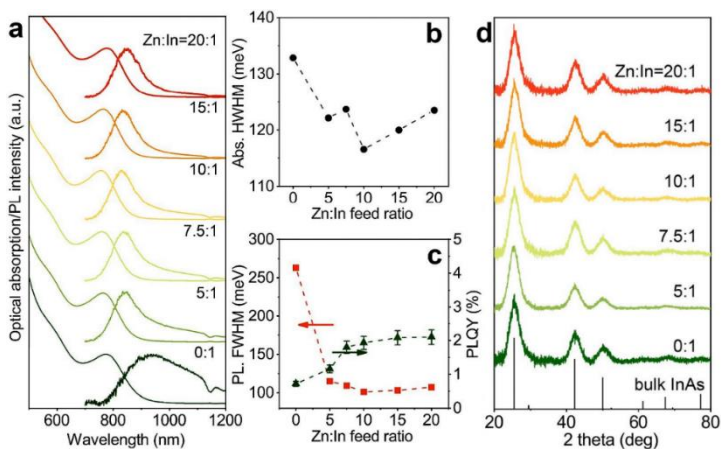 a
Zn:In=20:1
15:1
10:1
7.5:1
5:1
0:1
Optical absorption/PL intensity (a.u.)
600 800 1000 1200
Wavelength (nm)
b
Abs. HWHM (meV)
140
130
120
110
0 5 10 15 20
Zn:In feed ratio
c
PL. FWHM (meV)
300
250
200
150
100
PLQY (%)
5
4
3
2
1
0
0 5 10 15 20
Zn:In feed ratio
d
Zn:In=20:1
15:1
10:1
7.5:1
5:1
0:1
bulk InAs
20 30 40 50 60 70 80
2 theta (deg)